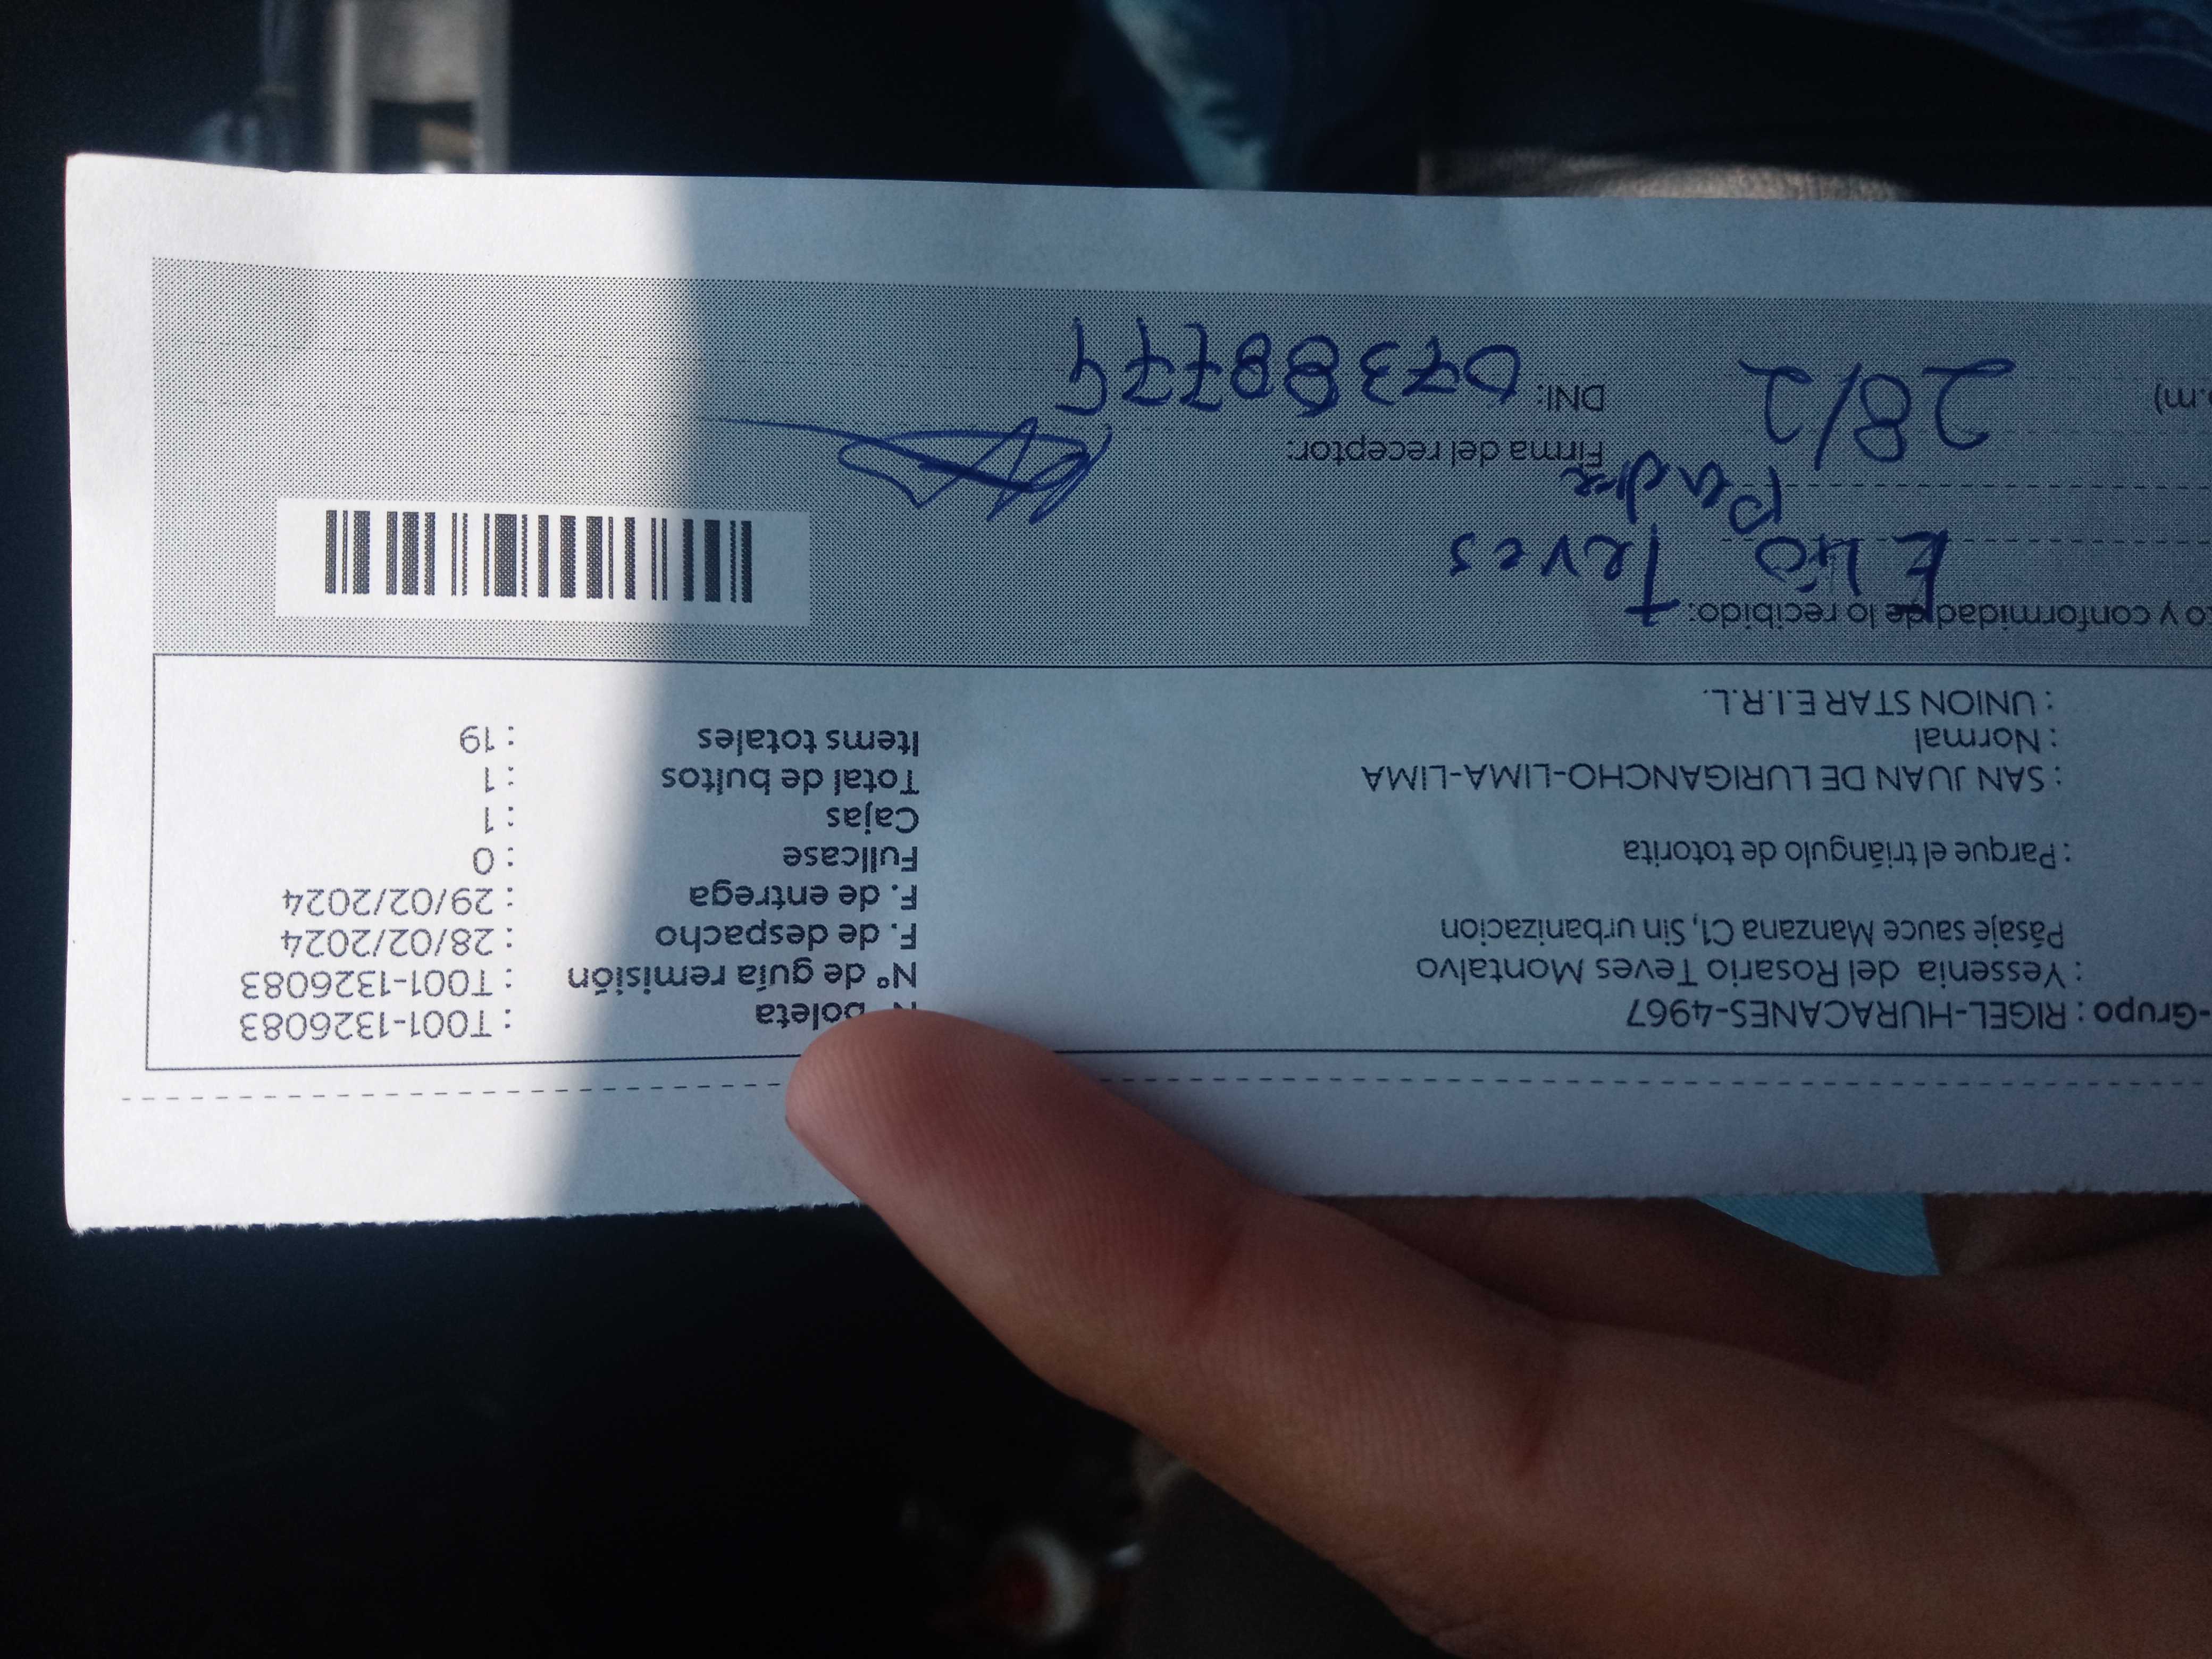 -Grupo : RIGEL-HURACANES-4967
: Yessenia del Rosario Teves Montalvo
Pásaje sauce Manzana C1, Sin urbanizacion
: Parque el triángulo de totorita
: SAN JUAN DE LURIGANCHO-LIMA-LIMA
: Normal
: UNION STAR E.I.R.L.
boleta : T001-1326083
N° de guía remisión : T001-1326083
F. de despacho : 28/02/2024
F. de entrega : 29/02/2024
Fullcase : 0
Cajas : 1
Total de bultos : 1
Items totales : 19
o y conformidad de lo recibido:
Elio Teves
Padre
Firma del receptor:
28/2
DNI: 07388774
.m)